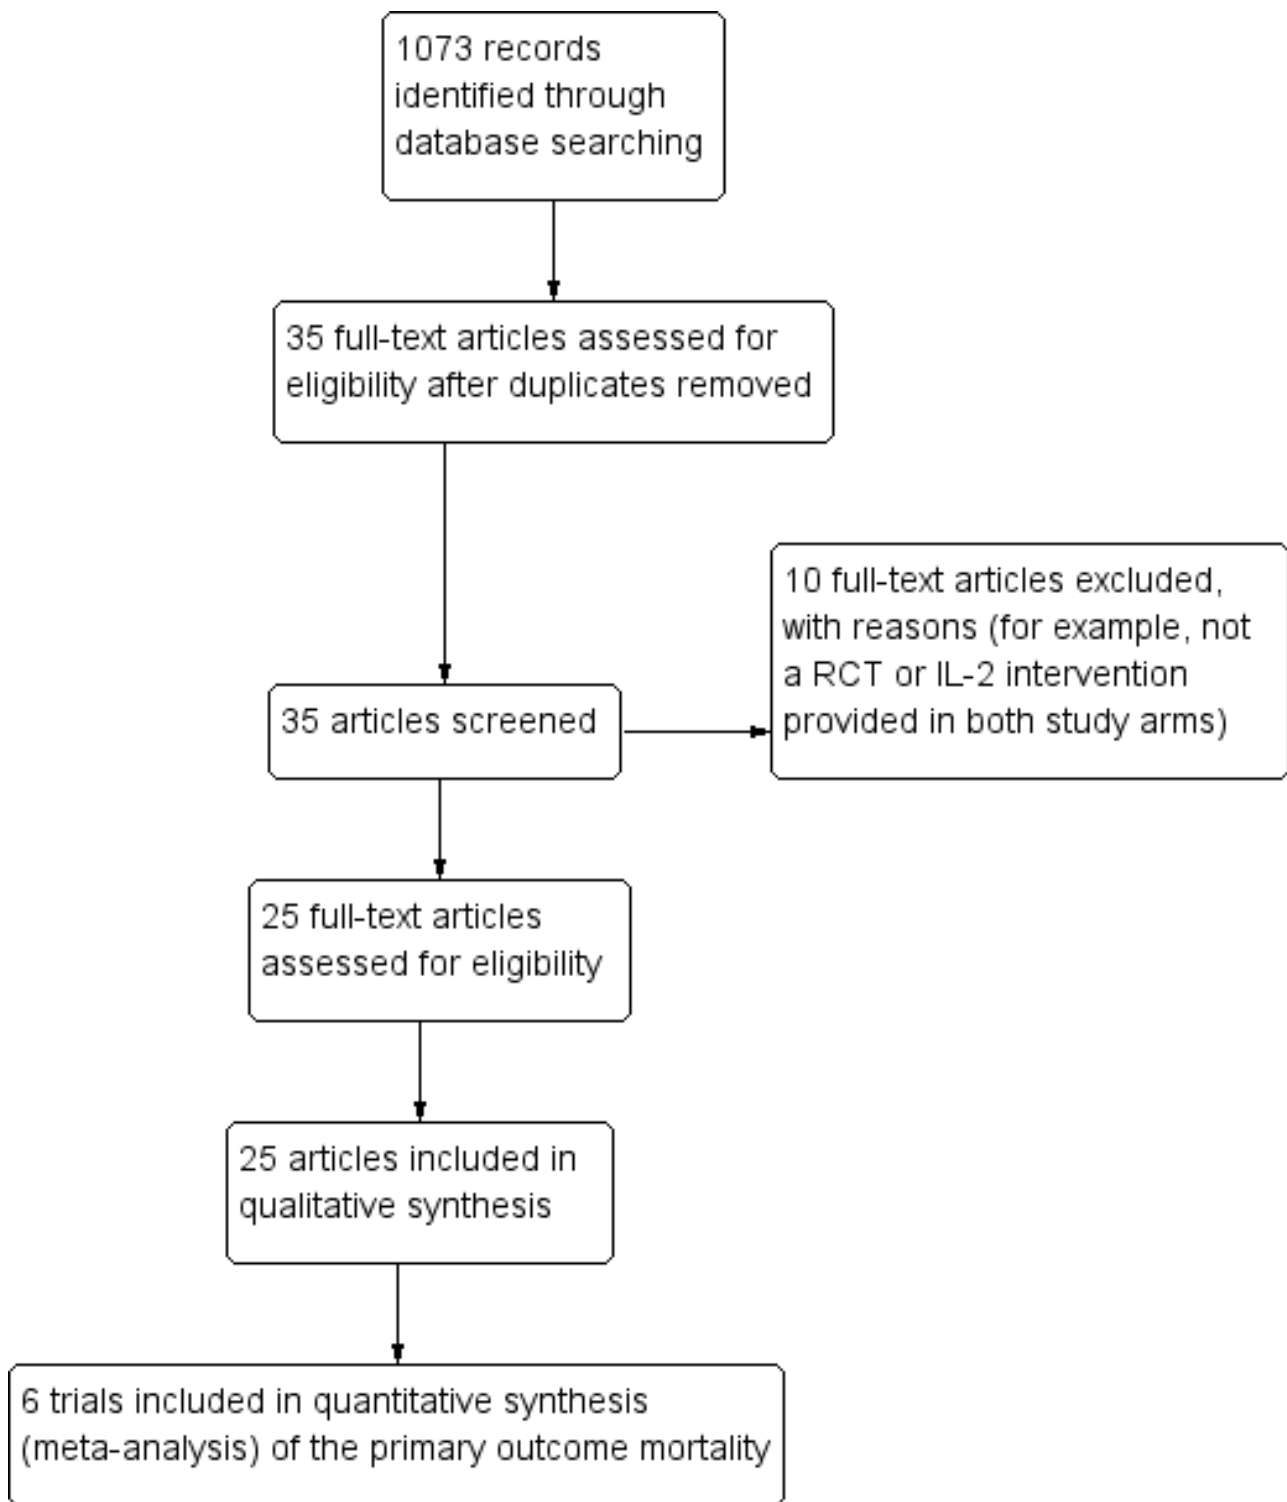 1073 records
identified through
database searching
35 full-text articles assessed for
eligibility after duplicates removed
10 full-text articles excluded,
with reasons (for example, not
a RCT or IL-2 intervention
provided in both study arms)
35 articles screened
25 full-text articles
assessed for eligibility
25 articles included in
qualitative synthesis
6 trials included in quantitative synthesis
(meta-analysis) of the primary outcome mortality